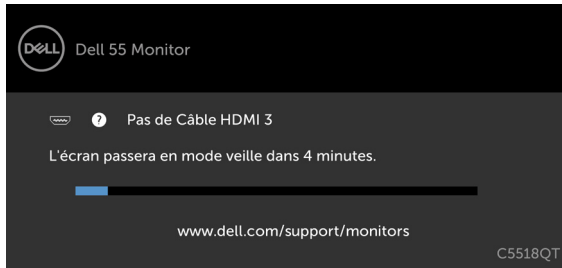 DELL Dell 55 Monitor
? Pas de Câble HDMI 3
L'écran passera en mode veille dans 4 minutes.
www.dell.com/support/monitors
C5518QT